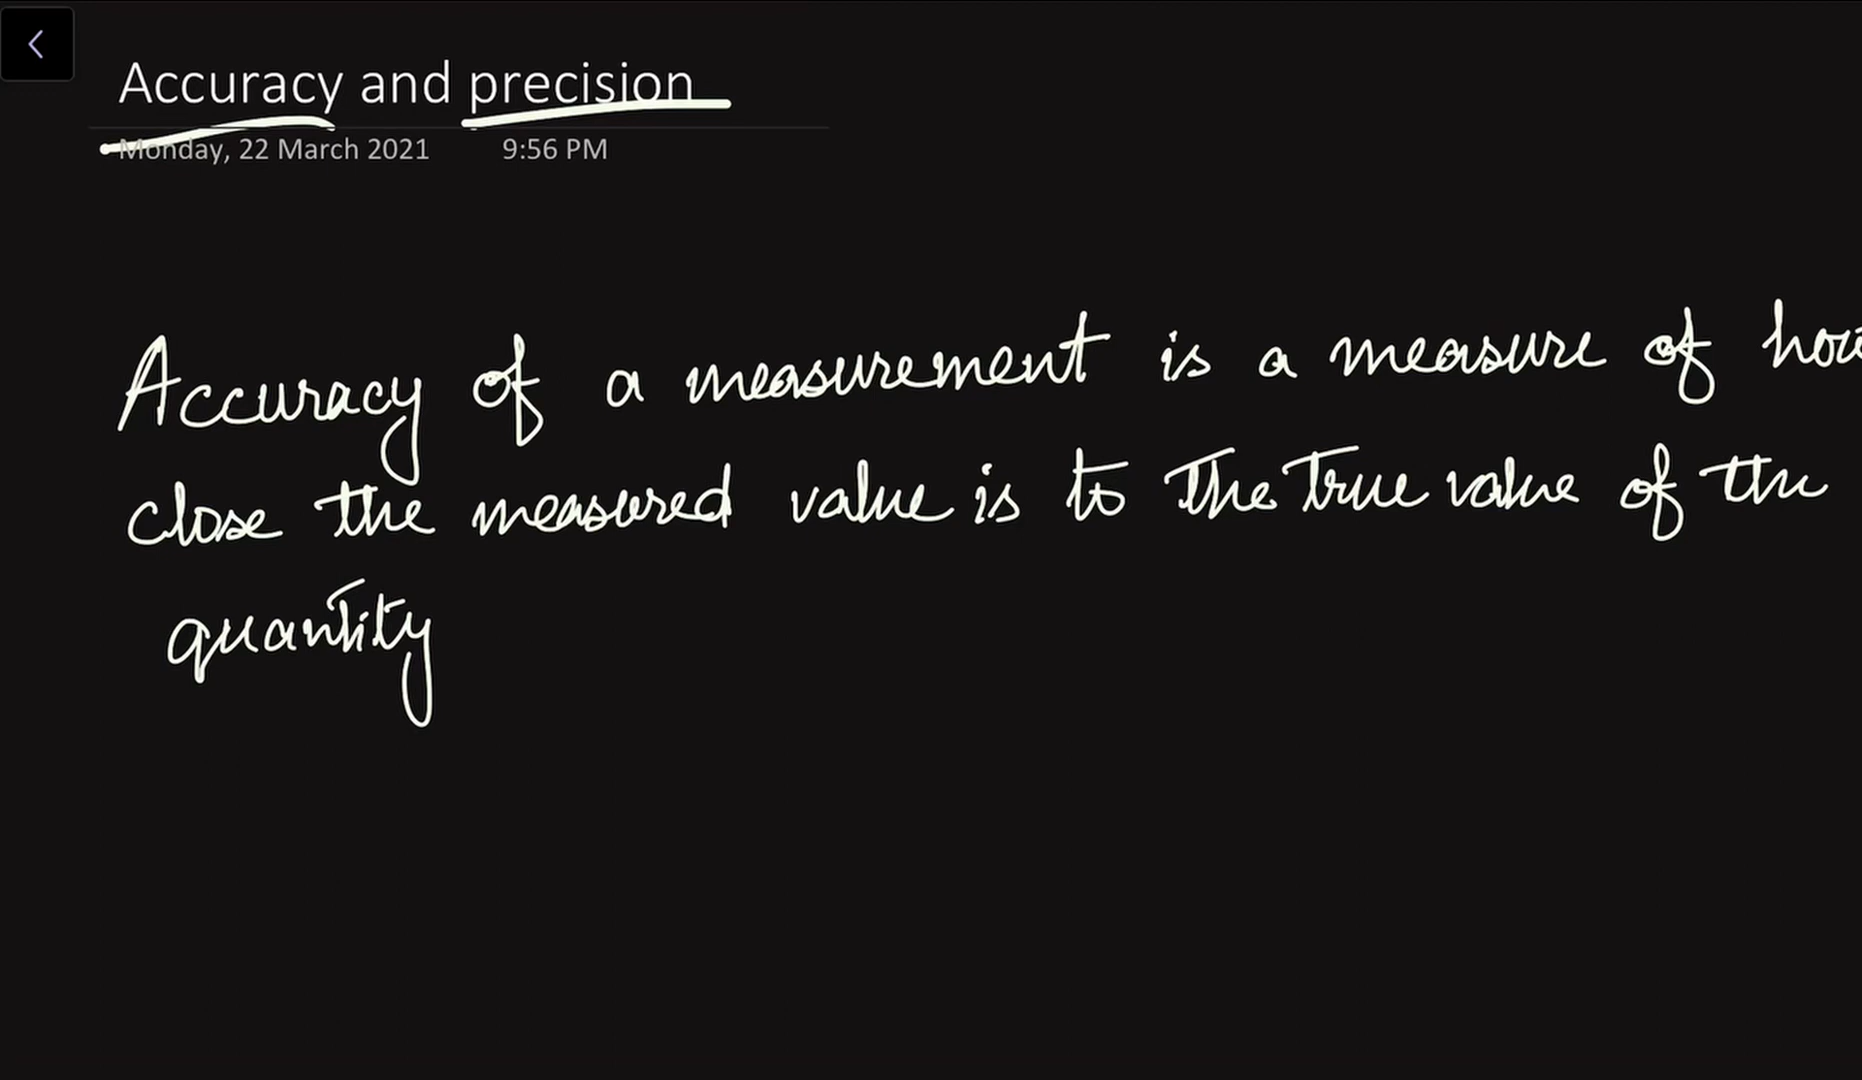 Accuracy and precision
Monday, 22 March 2021 9:56 PM
Accuracy of a measurement is a measure of how
close the measured value is to the true value of the
quantity